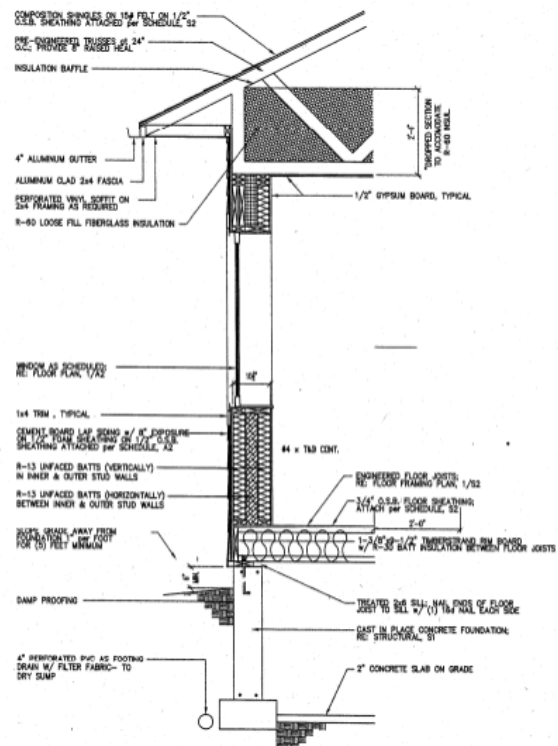 COMPOSITION SHINGLES ON 15# FELT ON 1/2"
O.S.B. SHEATHING ATTACHED per SCHEDULE, S2
PRE-ENGINEERED TRUSSES at 24"
O.C.; PROVIDE 6" RAISED HEAL
INSULATION BAFFLE
4" ALUMINUM GUTTER
ALUMINUM CLAD 2x4 FASCIA
PERFORATED VINYL SOFFIT ON
2x4 FRAMING AS REQUIRED
R-60 LOOSE FILL FIBERGLASS INSULATION
"DROPPED SECTION
TO ACCOMODATE
R-60 INSUL.
1/2" GYPSUM BOARD, TYPICAL
WINDOW AS SCHEDULED;
RE: FLOOR PLAN, 1/A2
1x4 TRIM , TYPICAL
CEMENT BOARD LAP SIDING w/ 8" EXPOSURE
ON 1/2" FOAM SHEATHING ON 1/2" O.S.B.
SHEATHING ATTACHED per SCHEDULE, A2
#4 x T&B CONT.
R-13 UNFACED BATTS (VERTICALLY)
IN INNER & OUTER STUD WALLS
R-13 UNFACED BATTS (HORIZONTALLY)
BETWEEN INNER & OUTER STUD WALLS
ENGINEERED FLOOR JOISTS;
RE: FLOOR FRAMING PLAN, 1/S2
3/4" O.S.B. FLOOR SHEATHING;
ATTACH per SCHEDULE, S2
2'-0"
SLOPE GRADE AWAY FROM
FOUNDATION 1" per FOOT
FOR (5) FEET MINIMUM
1-3/8"x9-1/2" TIMBERSTRAND RIM BOARD
w/ R-30 BATT INSULATION BETWEEN FLOOR JOISTS
MIN.
DAMP PROOFING
TREATED 2x6 SILL; NAIL ENDS OF FLOOR
JOIST TO SILL w/ (1) 16d NAIL EACH SIDE
CAST IN PLACE CONCRETE FOUNDATION;
RE: STRUCTURAL, S1
4" PERFORATED PVC AS FOOTING
DRAIN W/ FILTER FABRIC- TO
DRY SUMP
2" CONCRETE SLAB ON GRADE